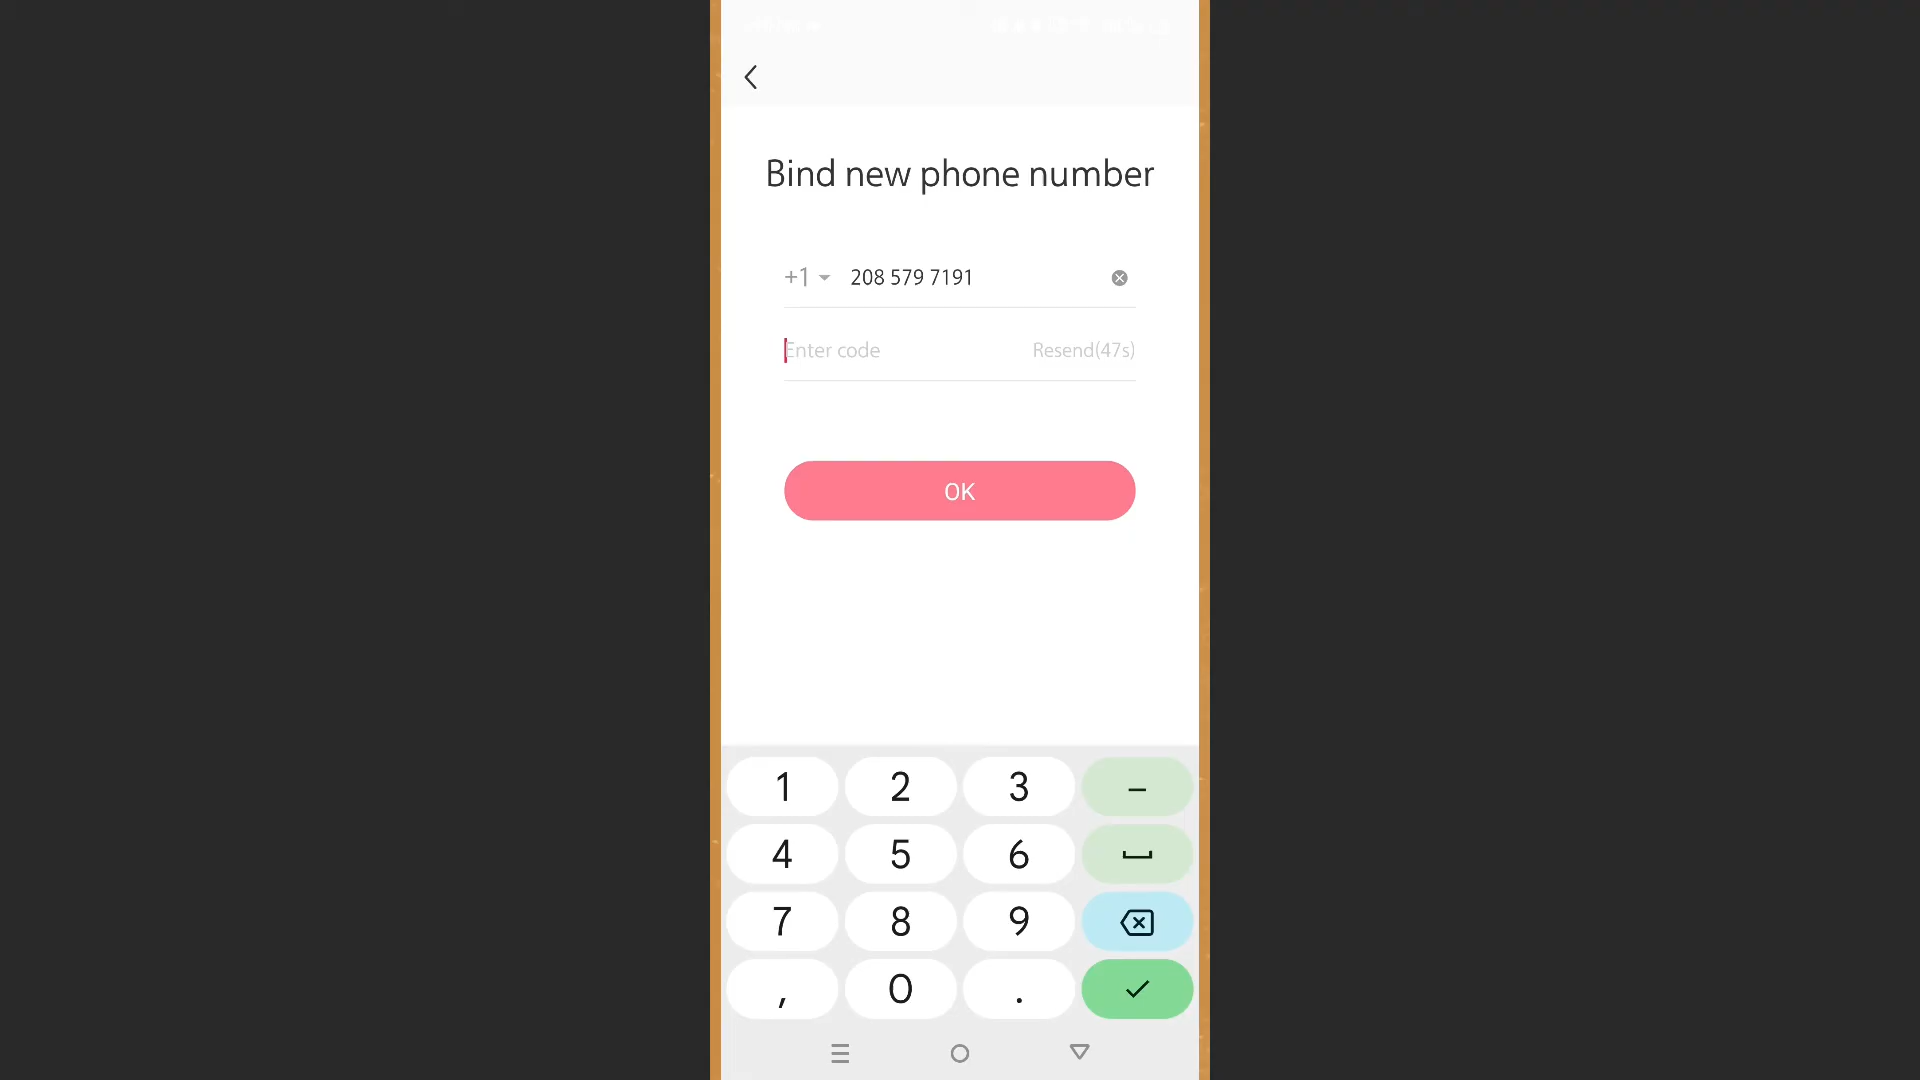 Bind new phone number
+1 208 579 7191
Enter code Resend(47s)
OK
1 2 3 –
4 5 6
7 8 9
, 0 .